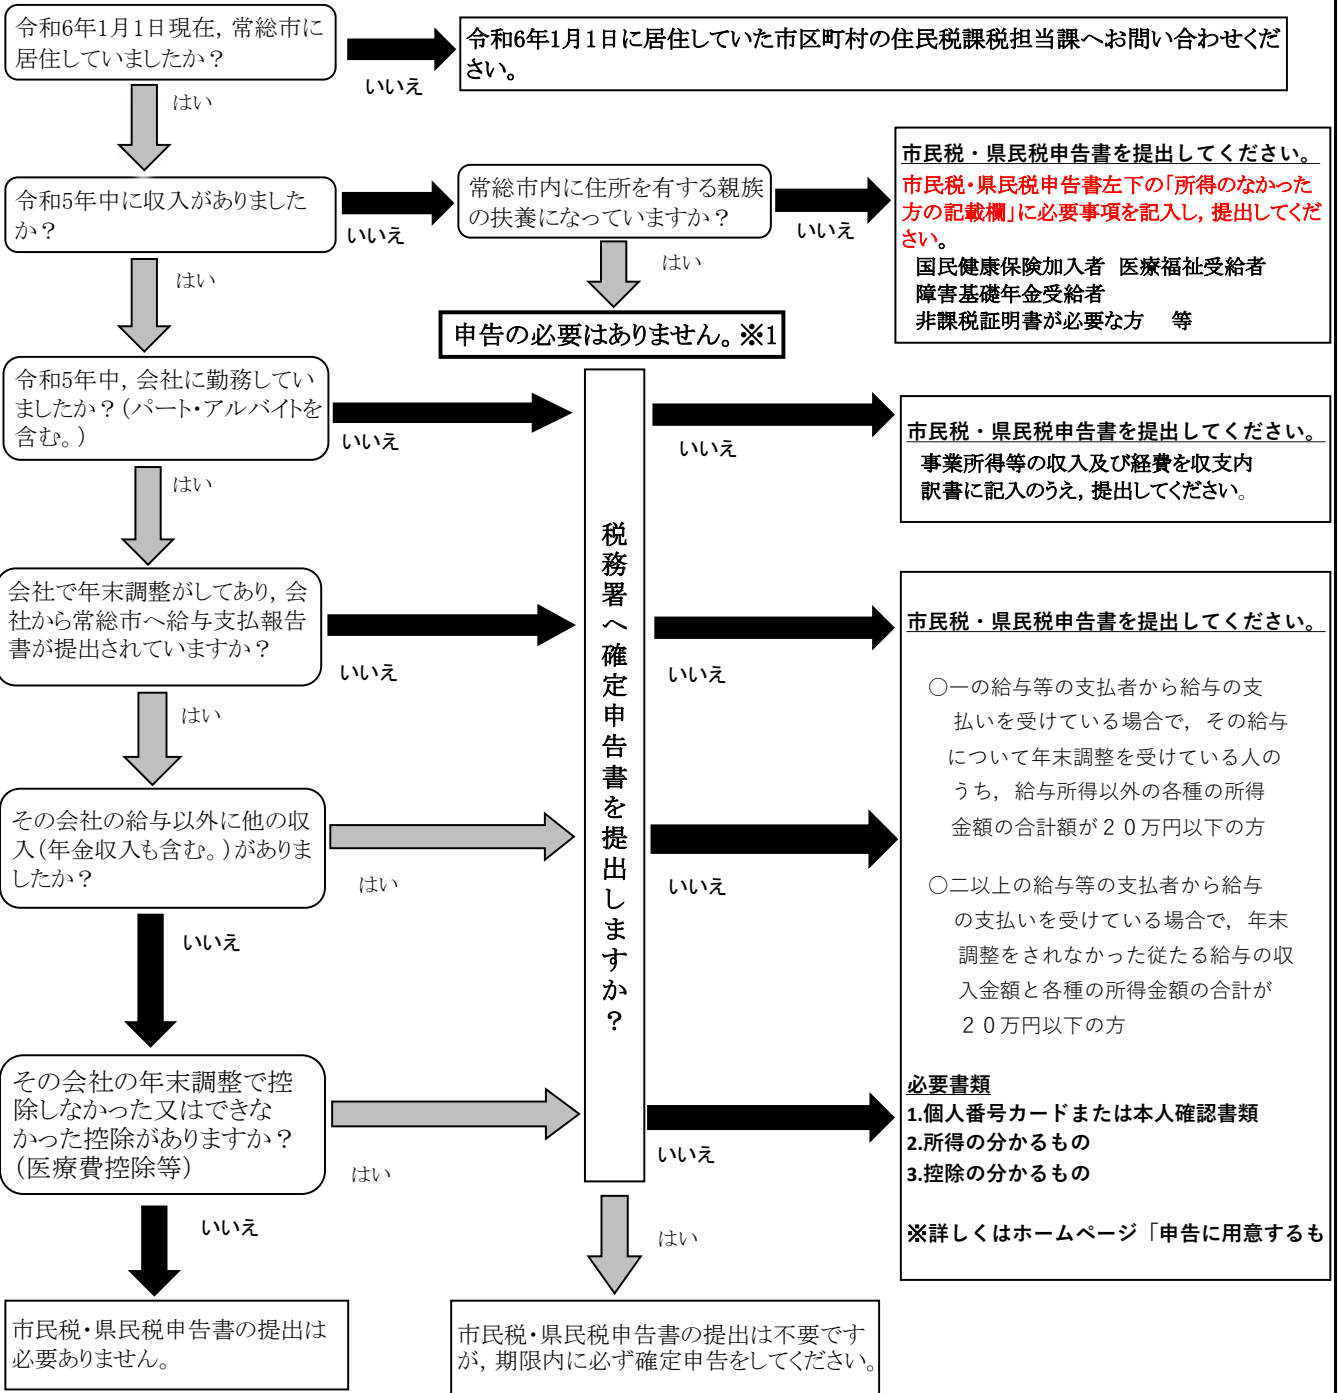 令和6年1月1日現在，常総市に
居住していましたか？
いいえ
令和6年1月1日に居住していた市区町村の住民税課税担当課へお問い合わせくだ
さい。
はい
令和5年中に収入がありました
か？
いいえ
常総市内に住所を有する親族
の扶養になっていますか？
いいえ
市民税・県民税申告書を提出してください。
市民税・県民税申告書左下の「所得のなかった
方の記載欄」に必要事項を記入し，提出してくだ
さい。
国民健康保険加入者　医療福祉受給者
障害基礎年金受給者
非課税証明書が必要な方　等
はい
はい
申告の必要はありません。※1
令和5年中，会社に勤務してい
ましたか？（パート・アルバイトを
含む。）
いいえ
いいえ
市民税・県民税申告書を提出してください。
事業所得等の収入及び経費を収支内
訳書に記入のうえ，提出してください。
はい
税務署へ確定申告書を提出しますか？
会社で年末調整がしてあり，会
社から常総市へ給与支払報告
書が提出されていますか？
いいえ
いいえ
はい
その会社の給与以外に他の収
入（年金収入も含む。）がありま
したか？
はい
いいえ
いいえ
その会社の年末調整で控
除しなかった又はできな
かった控除がありますか？
（医療費控除等）
はい
いいえ
市民税・県民税申告書を提出してください。
○一の給与等の支払者から給与の支
払いを受けている場合で，その給与
について年末調整を受けている人の
うち，給与所得以外の各種の所得
金額の合計額が２０万円以下の方
○二以上の給与等の支払者から給与
の支払いを受けている場合で，年末
調整をされなかった従たる給与の収
入金額と各種の所得金額の合計が
２０万円以下の方
必要書類
1.個人番号カードまたは本人確認書類
2.所得の分かるもの
3.控除の分かるもの
※詳しくはホームページ「申告に用意するも
いいえ
はい
市民税・県民税申告書の提出は
必要ありません。
市民税・県民税申告書の提出は不要です
が，期限内に必ず確定申告をしてください。